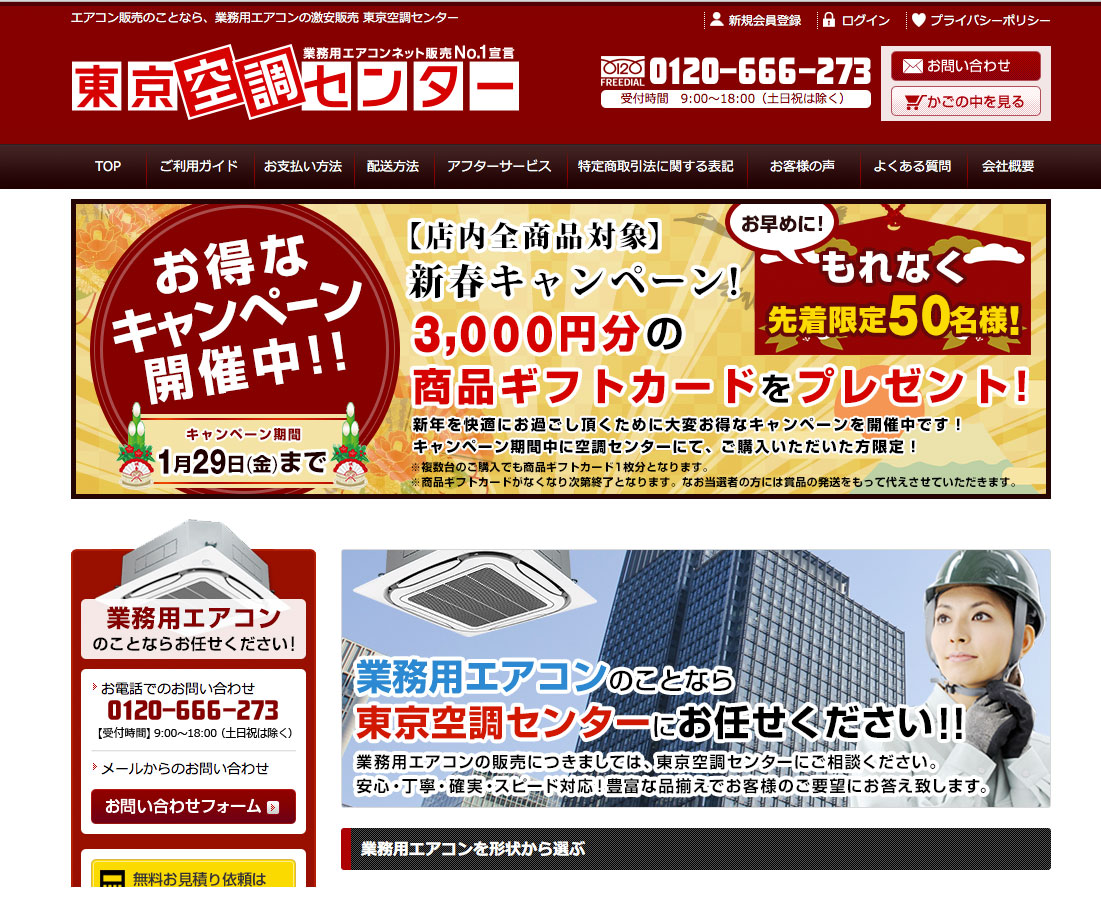 エアコン販売のことなら、業務用エアコンの激安販売 東京空調センター
新規会員登録
ログイン
プライバシーポリシー
業務用エアコンネット販売No.1宣言
東京空調センター
FREEDIAL 0120-666-273
受付時間 9:00～18:00（土日祝は除く）
お問い合わせ
かごの中を見る
TOP
ご利用ガイド
お支払い方法
配送方法
アフターサービス
特定商取引法に関する表記
お客様の声
よくある質問
会社概要
お得な
キャンペーン
開催中!!
キャンペーン期間
1月29日(金)まで
【店内全商品対象】
新春キャンペーン!
3,000円分の
商品ギフトカードをプレゼント!
お早めに!
もれなく
先着限定50名様!
新年を快適にお過ごし頂くために大変お得なキャンペーンを開催中です！
キャンペーン期間中に空調センターにて、ご購入いただいた方限定！
※複数台のご購入でも商品ギフトカード1枚分となります。
※商品ギフトカードがなくなり次第終了となります。なお当選者の方には賞品の発送をもって代えさせていただきます。
業務用エアコン
のことならお任せください!
お電話でのお問い合わせ
0120-666-273
【受付時間】9:00～18:00（土日祝は除く）
メールからのお問い合わせ
お問い合わせフォーム
無料お見積り依頼は
業務用エアコンのことなら
東京空調センターにお任せください!!
業務用エアコンの販売につきましては、東京空調センターにご相談ください。
安心・丁寧・確実・スピード対応！豊富な品揃えでお客様のご要望にお答え致します。
業務用エアコンを形状から選ぶ